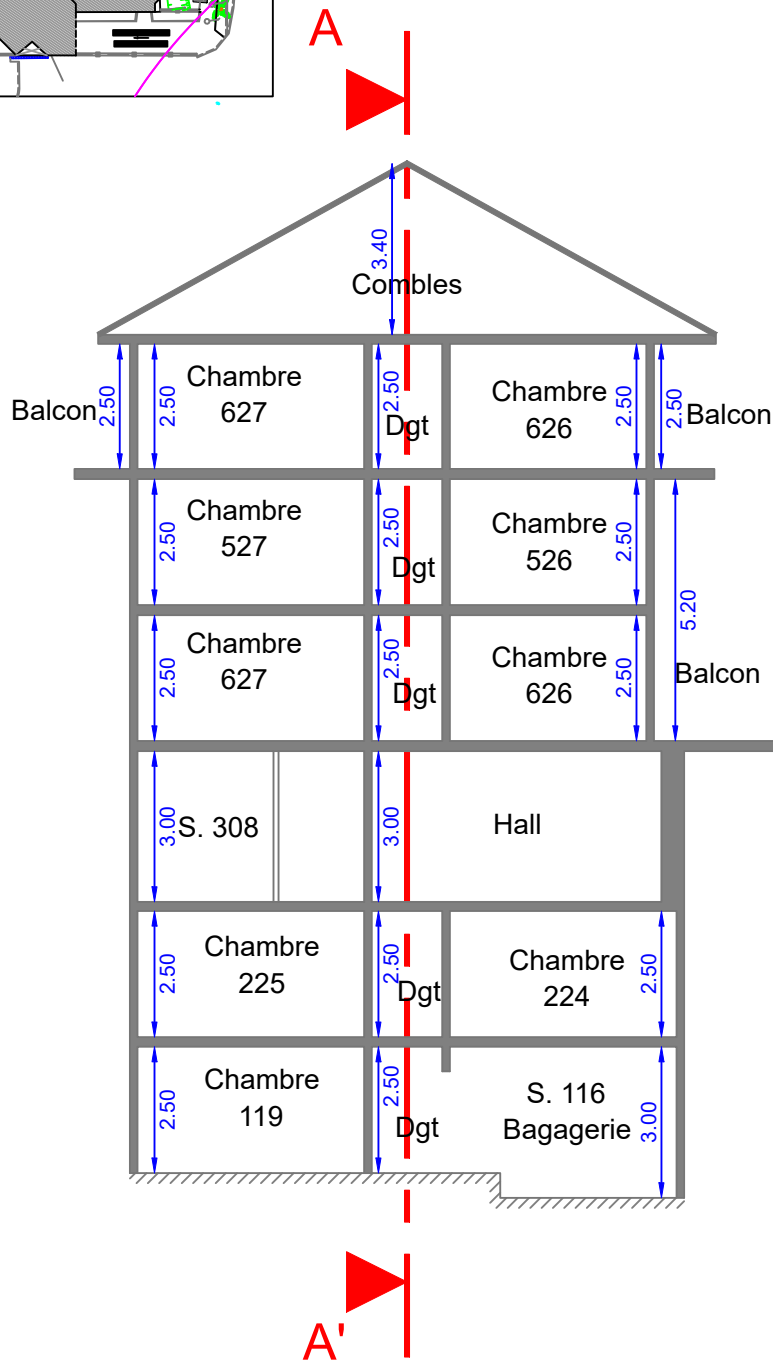 A
3.40
Combles
Balcon
2.50
2.50
Chambre
627
2.50
Dgt
Chambre
626
2.50
2.50
Balcon
Chambre
527
2.50
2.50
Dgt
Chambre
526
2.50
5.20
Chambre
627
2.50
2.50
Dgt
Chambre
626
2.50
Balcon
3.00
S. 308
3.00
Hall
Chambre
225
2.50
2.50
Dgt
Chambre
224
2.50
Chambre
119
2.50
2.50
Dgt
S. 116
Bagagerie
3.00
A'